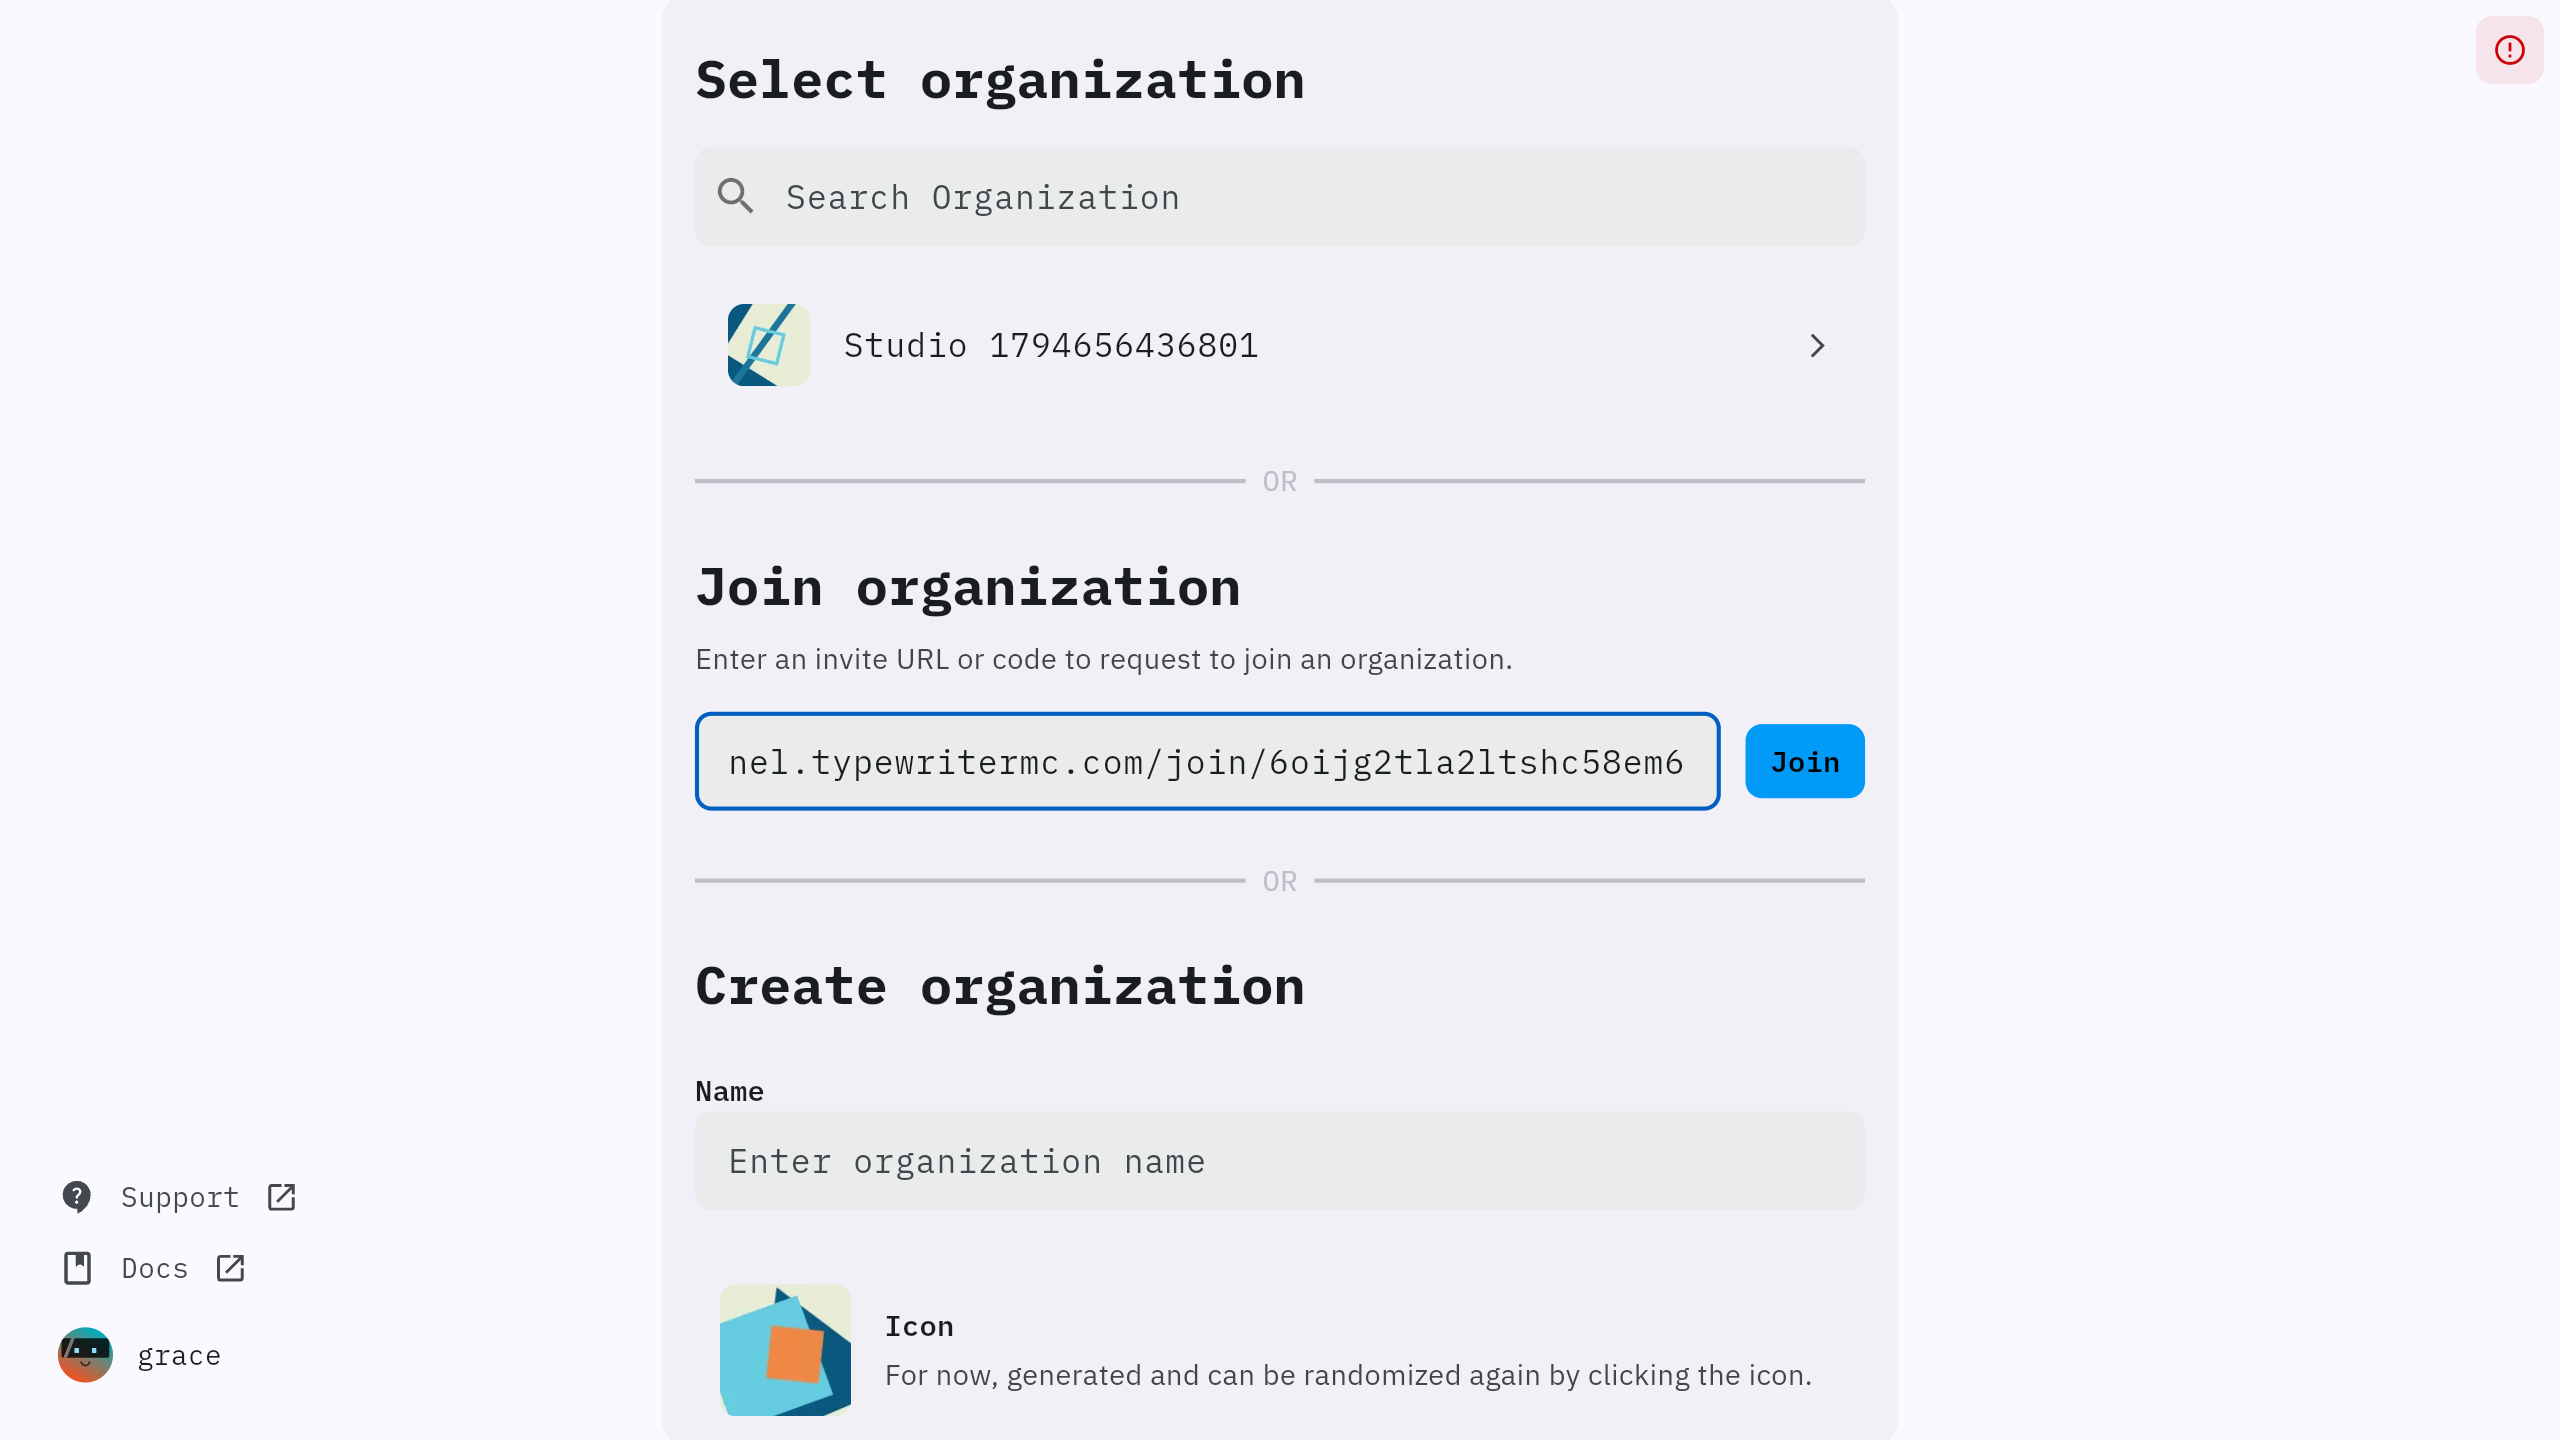 Select organization
Search Organization
Studio 1794656436801
OR
Join organization
Enter an invite URL or code to request to join an organization.
nel.typewritermc.com/join/6oijg2tla2ltshc58em6
Join
OR
Create organization
Name
Enter organization name
Icon
For now, generated and can be randomized again by clicking the icon.
Support
Docs
grace